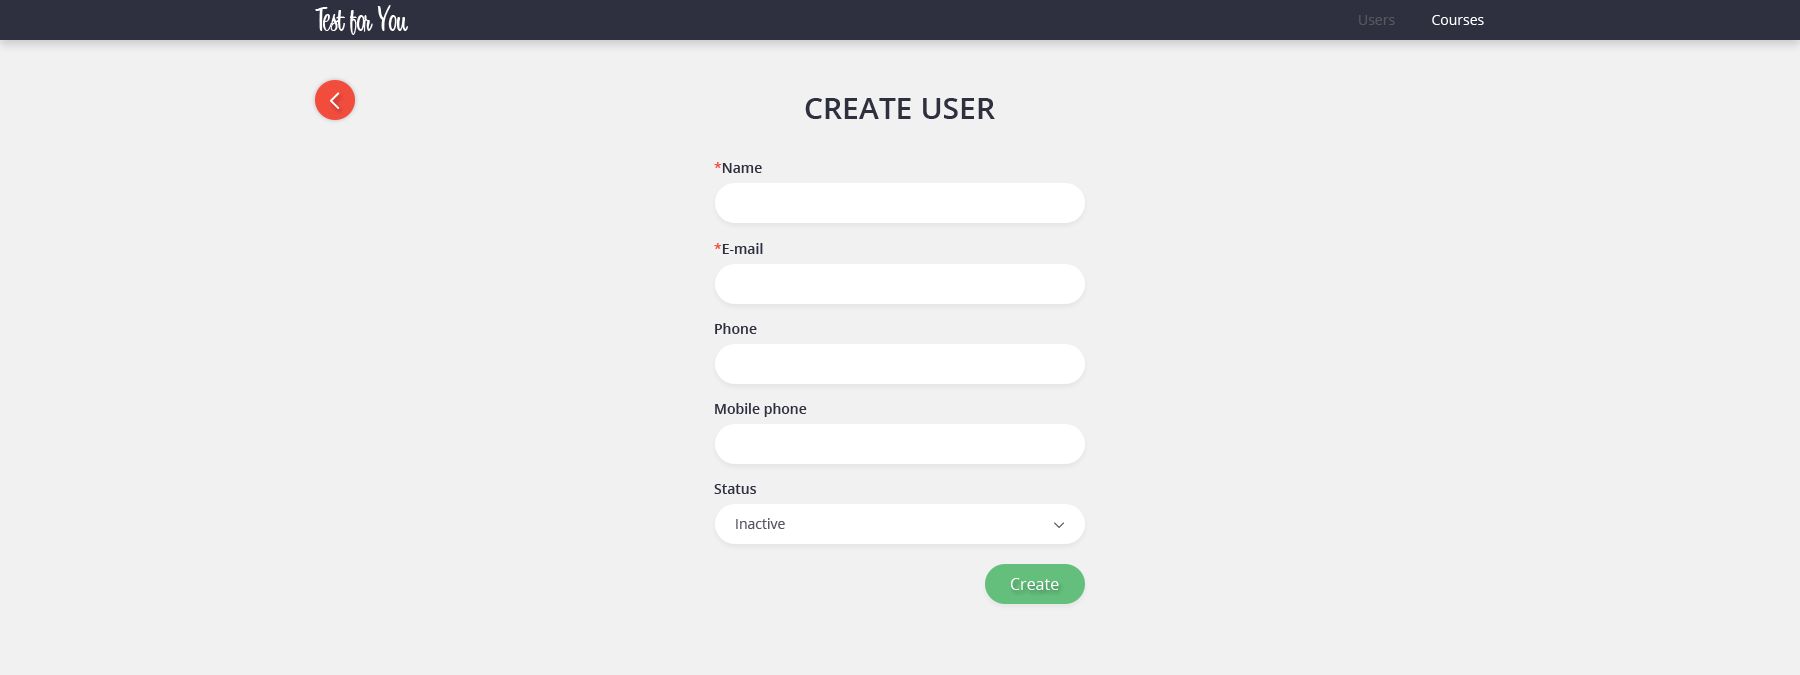 Test for You
Users
Courses
CREATE USER
*Name
*E-mail
Phone
Mobile phone
Status
Inactive
Create